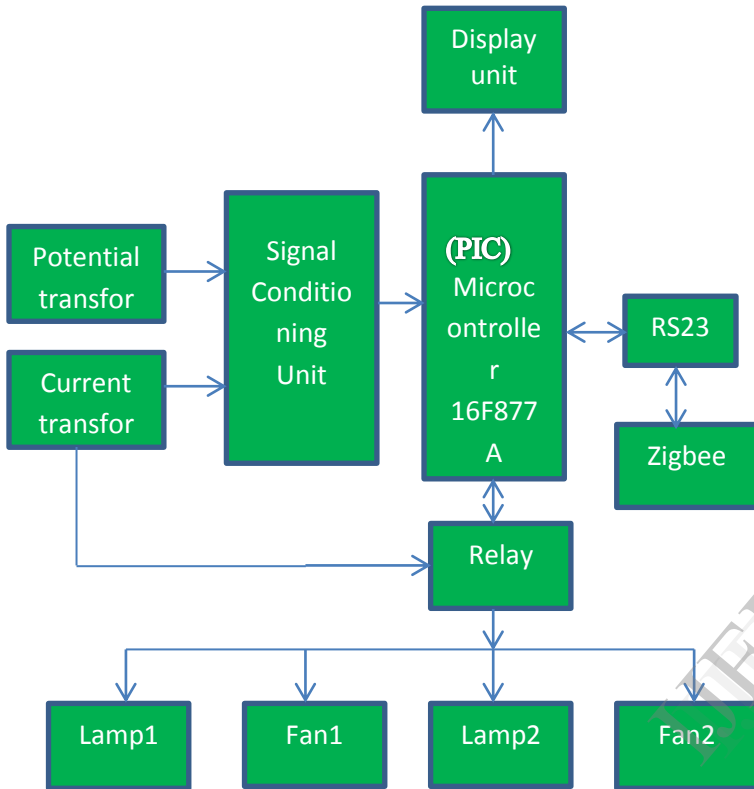 Display
unit
(PIC)
Microc
ontrolle
r
16F877
A
Signal
Conditio
ning
Unit
Potential
transfor
Current
transfor
RS23
Zigbee
Relay
Lamp1
Fan1
Lamp2
Fan2